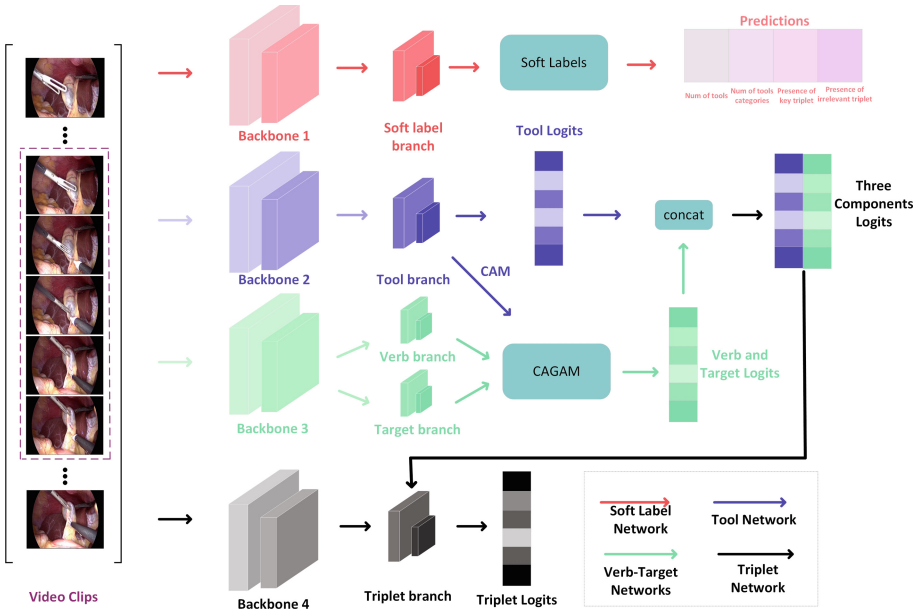 Predictions
Soft Labels
Num of tools
Num of tools
categories
Presence of
key triplet
Presence of
irrelevant triplet
Backbone 1
Soft label
branch
Tool Logits
Three
Components
Logits
concat
Backbone 2
Tool branch
CAM
Verb branch
CAGAM
Verb and
Target Logits
Backbone 3
Target branch
Soft Label
Network
Tool Network
Verb-Target
Networks
Triplet
Network
Video Clips
Backbone 4
Triplet branch
Triplet Logits